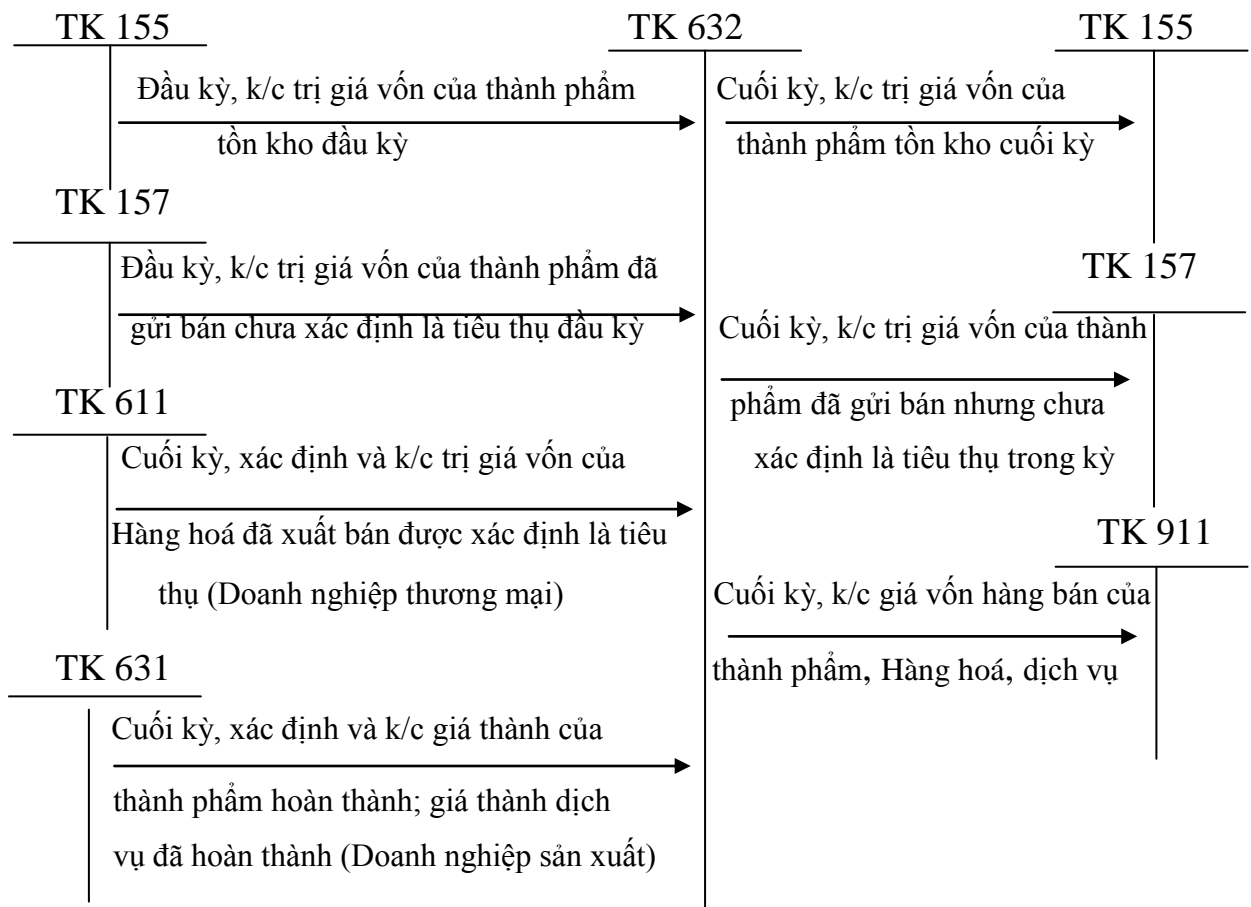 TK 155
TK 632
TK 155
Đầu kỳ, k/c trị giá vốn của thành phẩm
tồn kho đầu kỳ
Cuối kỳ, k/c trị giá vốn của
thành phẩm tồn kho cuối kỳ
TK 157
Đầu kỳ, k/c trị giá vốn của thành phẩm đã
gửi bán chưa xác định là tiêu thụ đầu kỳ
TK 157
Cuối kỳ, k/c trị giá vốn của thành
phẩm đã gửi bán nhưng chưa
xác định là tiêu thụ trong kỳ
TK 611
Cuối kỳ, xác định và k/c trị giá vốn của
Hàng hoá đã xuất bán được xác định là tiêu
thụ (Doanh nghiệp thương mại)
TK 911
Cuối kỳ, k/c giá vốn hàng bán của
thành phẩm, Hàng hoá, dịch vụ
TK 631
Cuối kỳ, xác định và k/c giá thành của
thành phẩm hoàn thành; giá thành dịch
vụ đã hoàn thành (Doanh nghiệp sản xuất)